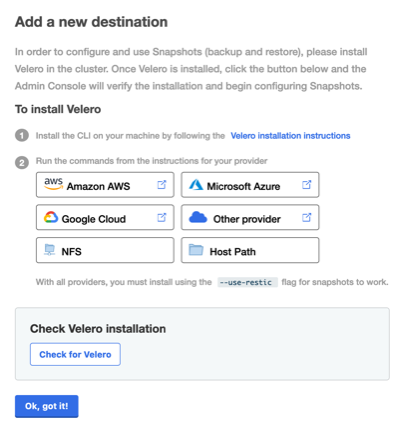 Add a new destination
In order to configure and use Snapshots (backup and restore), please install
Velero in the cluster. Once Velero is installed, click the button below and the
Admin Console will verify the installation and begin configuring Snapshots.
To install Velero
1 Install the CLI on your machine by following the Velero installation instructions
2 Run the commands from the instructions for your provider
aws Amazon AWS
Microsoft Azure
Google Cloud
Other provider
NFS
Host Path
With all providers, you must install using the --use-restic flag for snapshots to work.
Check Velero installation
Check for Velero
Ok, got it!